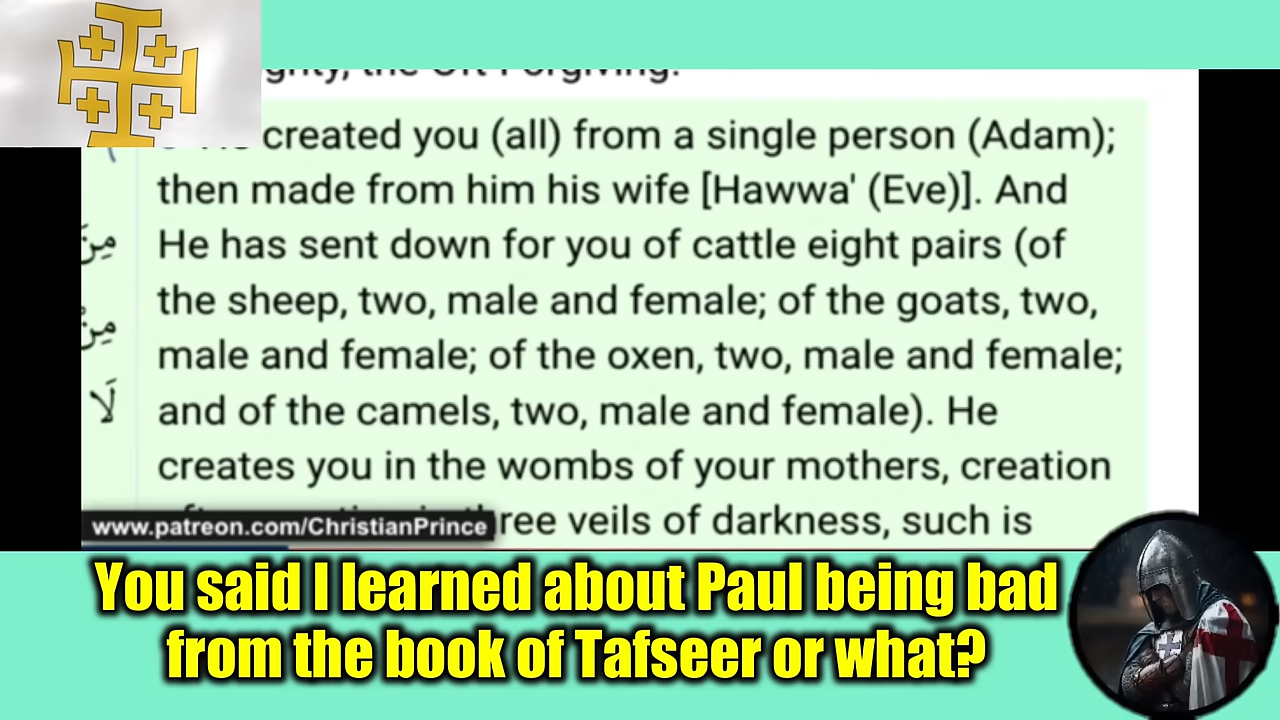 created you (all) from a single person (Adam);
then made from him his wife [Hawwa' (Eve)]. And
He has sent down for you of cattle eight pairs (of
the sheep, two, male and female; of the goats, two,
male and female; of the oxen, two, male and female;
and of the camels, two, male and female). He
creates you in the wombs of your mothers, creation
veils of darkness, such is
مِنَ
مِنْ
لَا
www.patreon.com/ChristianPrince
You said I learned about Paul being bad
from the book of Tafseer or what?